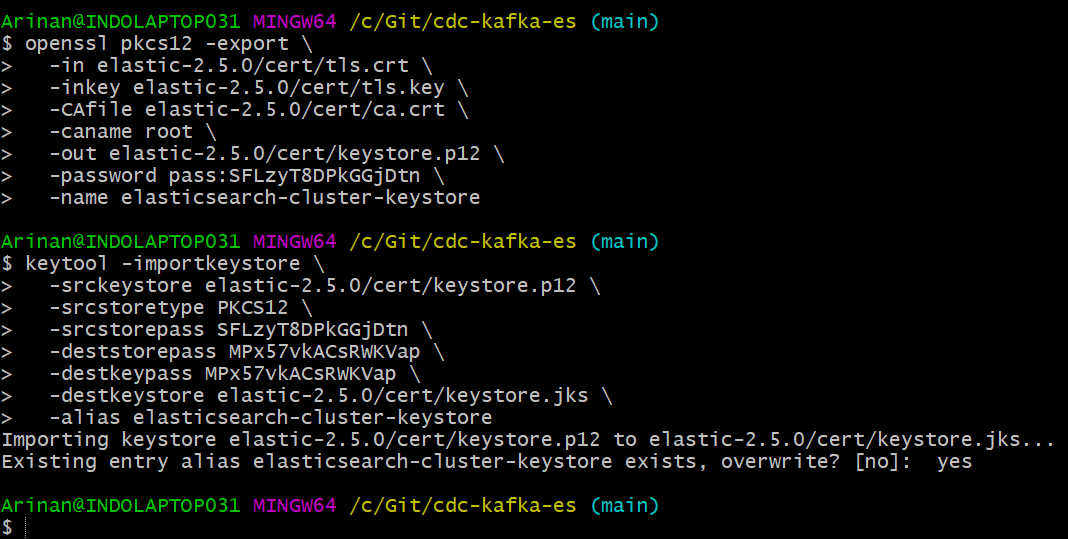 Arinan@INDOLAPTOP031 MINGW64 /c/Git/cdc-kafka-es (main)
$ openssl pkcs12 -export \
>   -in elastic-2.5.0/cert/tls.crt \
>   -inkey elastic-2.5.0/cert/tls.key \
>   -CAfile elastic-2.5.0/cert/ca.crt \
>   -caname root \
>   -out elastic-2.5.0/cert/keystore.p12 \
>   -password pass:SFLzyT8DPkGGjDtn \
>   -name elasticsearch-cluster-keystore
Arinan@INDOLAPTOP031 MINGW64 /c/Git/cdc-kafka-es (main)
$ keytool -importkeystore \
>   -srckeystore elastic-2.5.0/cert/keystore.p12 \
>   -srcstoretype PKCS12 \
>   -srcstorepass SFLzyT8DPkGGjDtn \
>   -deststorepass MPx57vkACsRWKVap \
>   -destkeypass MPx57vkACsRWKVap \
>   -destkeystore elastic-2.5.0/cert/keystore.jks \
>   -alias elasticsearch-cluster-keystore
Importing keystore elastic-2.5.0/cert/keystore.p12 to elastic-2.5.0/cert/keystore.jks...
Existing entry alias elasticsearch-cluster-keystore exists, overwrite? [no]:  yes
Arinan@INDOLAPTOP031 MINGW64 /c/Git/cdc-kafka-es (main)
$